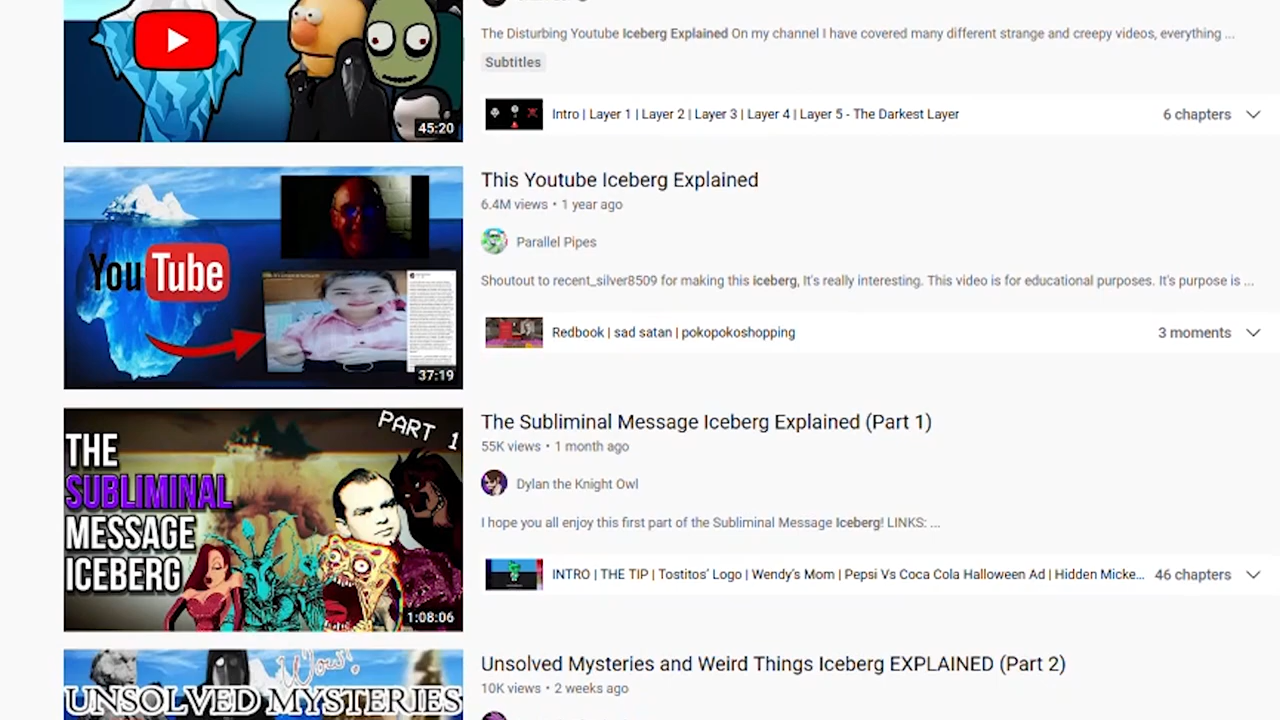 The Disturbing Youtube Iceberg Explained On my channel I have covered many different strange and creepy videos, everything ...
Subtitles
45:20
Intro | Layer 1 | Layer 2 | Layer 3 | Layer 4 | Layer 5 - The Darkest Layer
6 chapters
YouTube
37:19
This Youtube Iceberg Explained
6.4M views • 1 year ago
Parallel Pipes
Shoutout to recent_silver8509 for making this iceberg, It's really interesting. This video is for educational purposes. It's purpose is ...
Redbook | sad satan | pokopokoshopping
3 moments
PART 1
THE
SUBLIMINAL
MESSAGE
ICEBERG
1:08:06
The Subliminal Message Iceberg Explained (Part 1)
55K views • 1 month ago
Dylan the Knight Owl
I hope you all enjoy this first part of the Subliminal Message Iceberg! LINKS: ...
INTRO | THE TIP | Tostitos' Logo | Wendy's Mom | Pepsi Vs Coca Cola Halloween Ad | Hidden Micke...
46 chapters
Wow!
UNSOLVED MYSTERIES
Unsolved Mysteries and Weird Things Iceberg EXPLAINED (Part 2)
10K views • 2 weeks ago